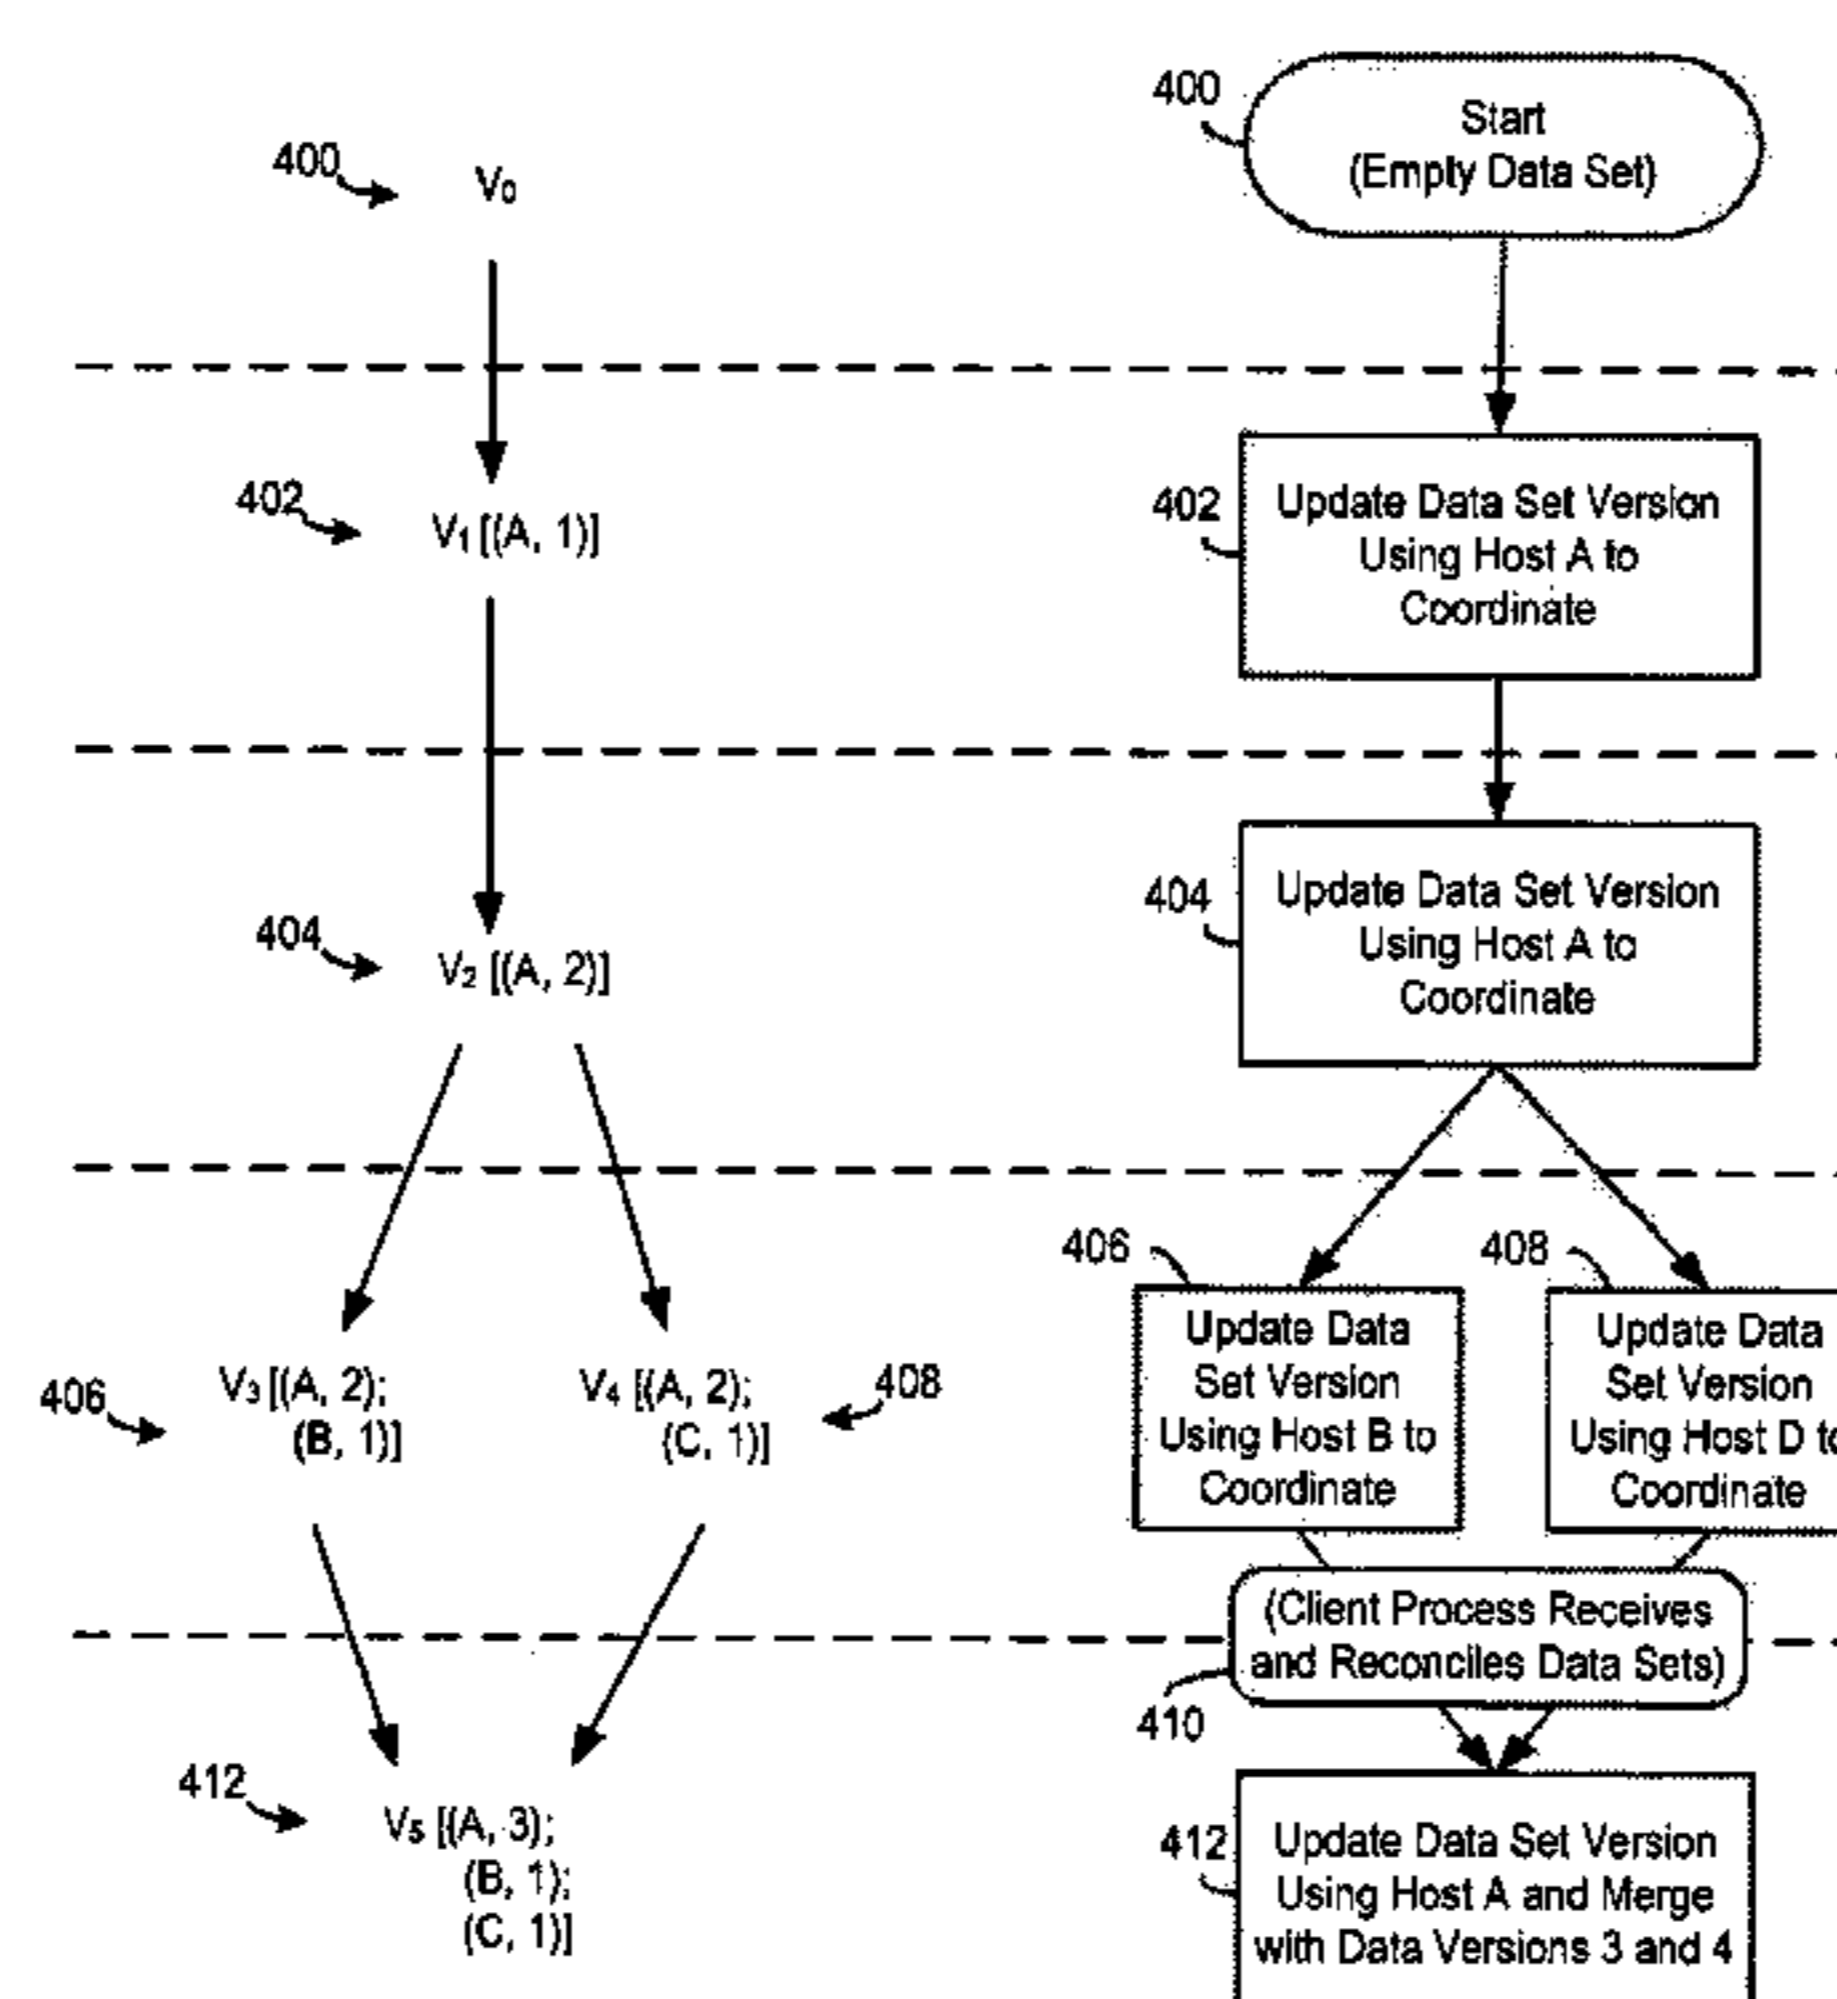 400
V0
402
V1 [(A, 1)]
404
V2 [(A, 2)]
406
V3 [(A, 2);
(B, 1)]
V4 [(A, 2);
(C, 1)]
408
412
V5 [(A, 3);
(B, 1);
(C, 1)]
400
Start
(Empty Data Set)
402
Update Data Set Version
Using Host A to
Coordinate
404
Update Data Set Version
Using Host A to
Coordinate
406
Update Data
Set Version
Using Host B to
Coordinate
408
Update Data
Set Version
Using Host D to
Coordinate
(Client Process Receives
and Reconciles Data Sets)
410
412
Update Data Set Version
Using Host A and Merge
with Data Versions 3 and 4